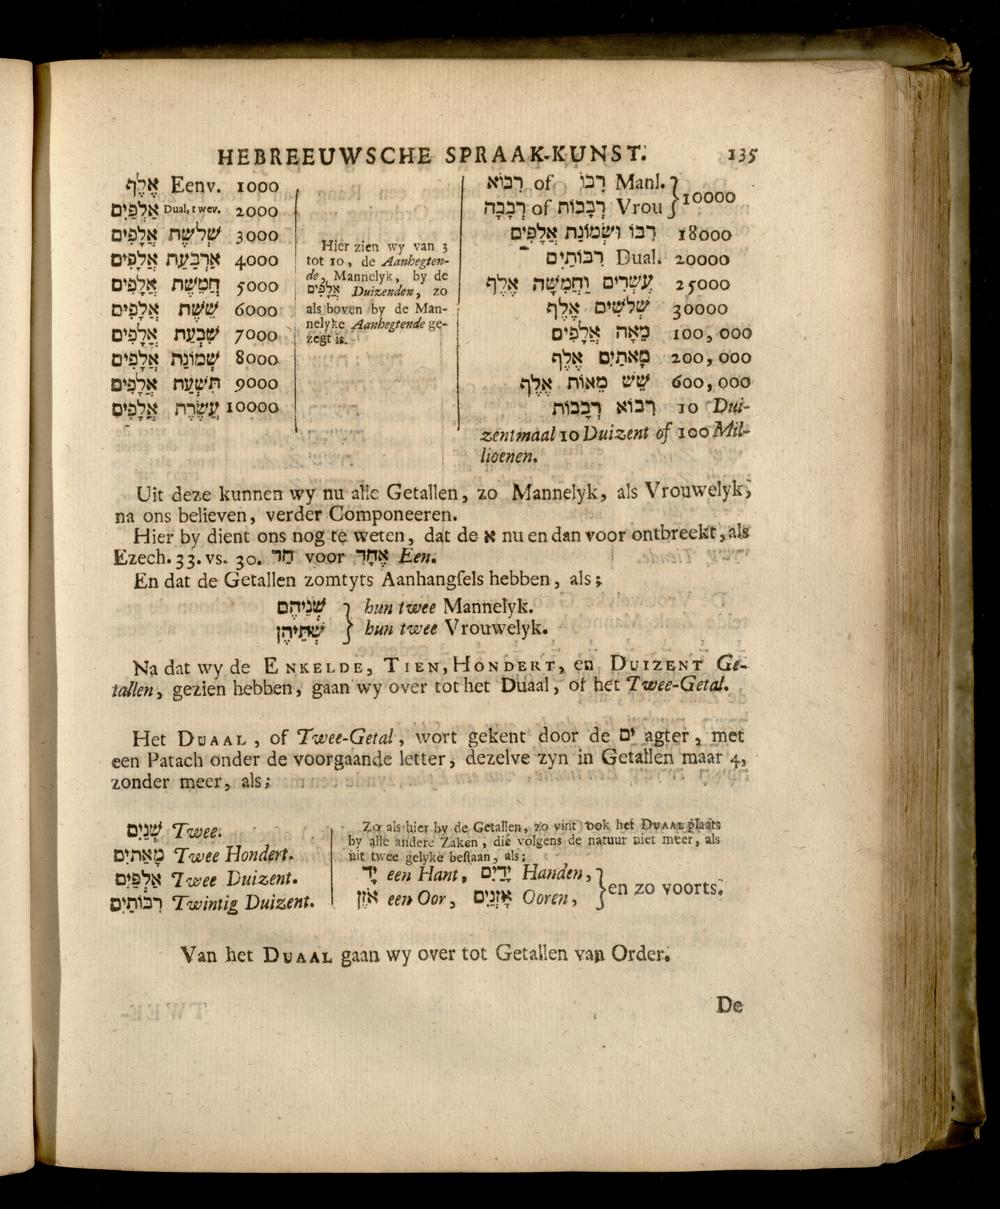 HEBREEUWSCHE SPRAAK-KUNST. 135
אֶלֶף Eenv. 1000
אַלְפַּיִם Dual, twev. 2000
שְׁלֹשֶׁת אֲלָפִים 3000
אַרְבַּעַת אֲלָפִים 4000
חֲמֵשֶׁת אֲלָפִים 5000
שֵׁשֶׁת אֲלָפִים 6000
שִׁבְעַת אֲלָפִים 7000
שְׁמוֹנַת אֲלָפִים 8000
תִּשְׁעַת אֲלָפִים 9000
עֲשֶׂרֶת אֲלָפִים 10000
Hier zien wy van 3
tot 10, de Aanhegten-
de, Mannelyk, by de
אֲלָפִים Duizenden, zo
als boven by de Man-
nelyke Aanhegtende ge-
zegt is.
רִבּוֹ of רִבּוֹא Manl. } 10000
רְבָבָה of רְבָבוֹת Vrou
רִבּוֹ וּשְׁמוֹנַת אֲלָפִים 18000
רִבּוֹתַיִם Dual. 20000
עֶשְׂרִים וַחֲמִשָּׁה אֶלֶף 25000
שְׁלֹשִׁים אֶלֶף 30000
מֵאָה אֲלָפִים 100,000
מָאתַיִם אֶלֶף 200,000
שֵׁשׁ מֵאוֹת אֶלֶף 600,000
רִבּוֹא רְבָבוֹת 10 Dui-
zentmaal 10 Duizent of 100 Mil-
lioenen.
Uit deze kunnen wy nu alle Getallen, zo Mannelyk, als Vrouwelyk,
na ons believen, verder Componeeren.
Hier by dient ons nog te weten, dat de א nu en dan voor ontbreekt, als
Ezech. 33. vs. 30. חַד voor אֶחָד Een.
En dat de Getallen zomtyts Aanhangſels hebben, als;
שְׁנֵיהֶם } hun twee Mannelyk.
שְׁתֵּיהֶן } hun twee Vrouwelyk.
Na dat wy de ENKELDE, TIEN, HONDERT, en DUIZENT Ge-
tallen, gezien hebben, gaan wy over tot het Duaal, of het Twee-Getal.
Het DUAAL, of Twee-Getal, wort gekent door de ים agter, met
een Patach onder de voorgaande letter, dezelve zyn in Getallen maar 4,
zonder meer, als;
שְׁנַיִם Twee.
מָאתַיִם Twee Hondert.
אַלְפַּיִם Twee Duizent.
רִבּוֹתַיִם Twintig Duizent.
Zo als hier by de Getallen, zo vint ook het DUAAL plaats
by alle andere Zaken, die volgens de natuur niet meer, als
uit twee gelyke beſtaan, als;
יָד een Hant, יָדַיִם Handen, } en zo voorts.
אֹזֶן een Oor, אָזְנַיִם Ooren,
Van het DUAAL gaan wy over tot Getallen van Order.
De